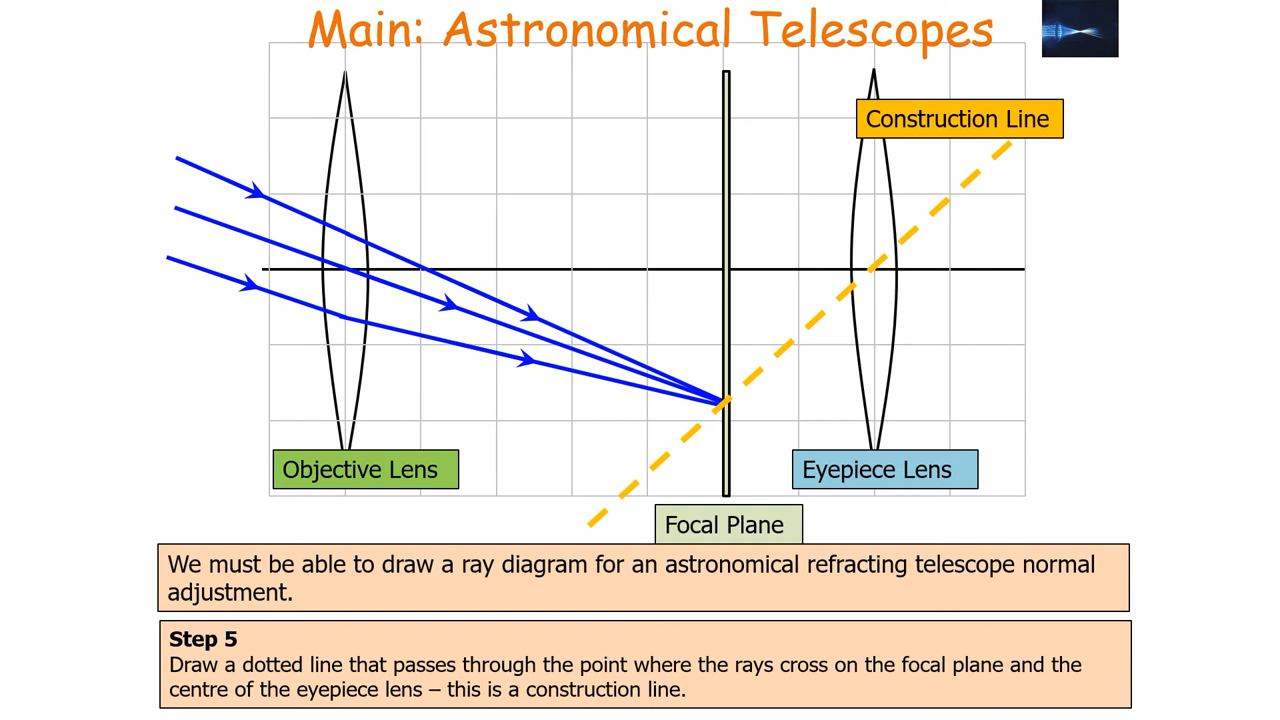 Main: Astronomical Telescopes
Construction Line
Objective Lens
Eyepiece Lens
Focal Plane
We must be able to draw a ray diagram for an astronomical refracting telescope normal
adjustment.
Step 5
Draw a dotted line that passes through the point where the rays cross on the focal plane and the
centre of the eyepiece lens – this is a construction line.